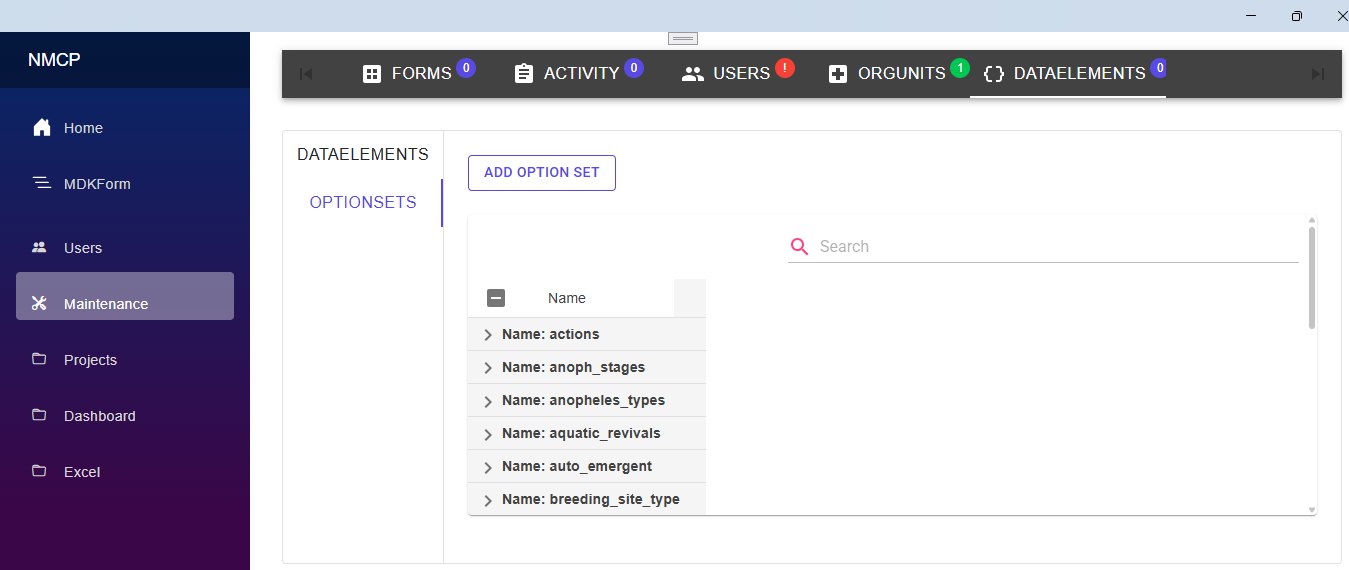 NMCP
FORMS 0 ACTIVITY 0 USERS ! ORGUNITS 1 DATAELEMENTS 0
Home
MDKForm
Users
Maintenance
Projects
Dashboard
Excel
DATAELEMENTS
OPTIONSETS
ADD OPTION SET
Search
Name
Name: actions
Name: anoph_stages
Name: anopheles_types
Name: aquatic_revivals
Name: auto_emergent
Name: breeding_site_type